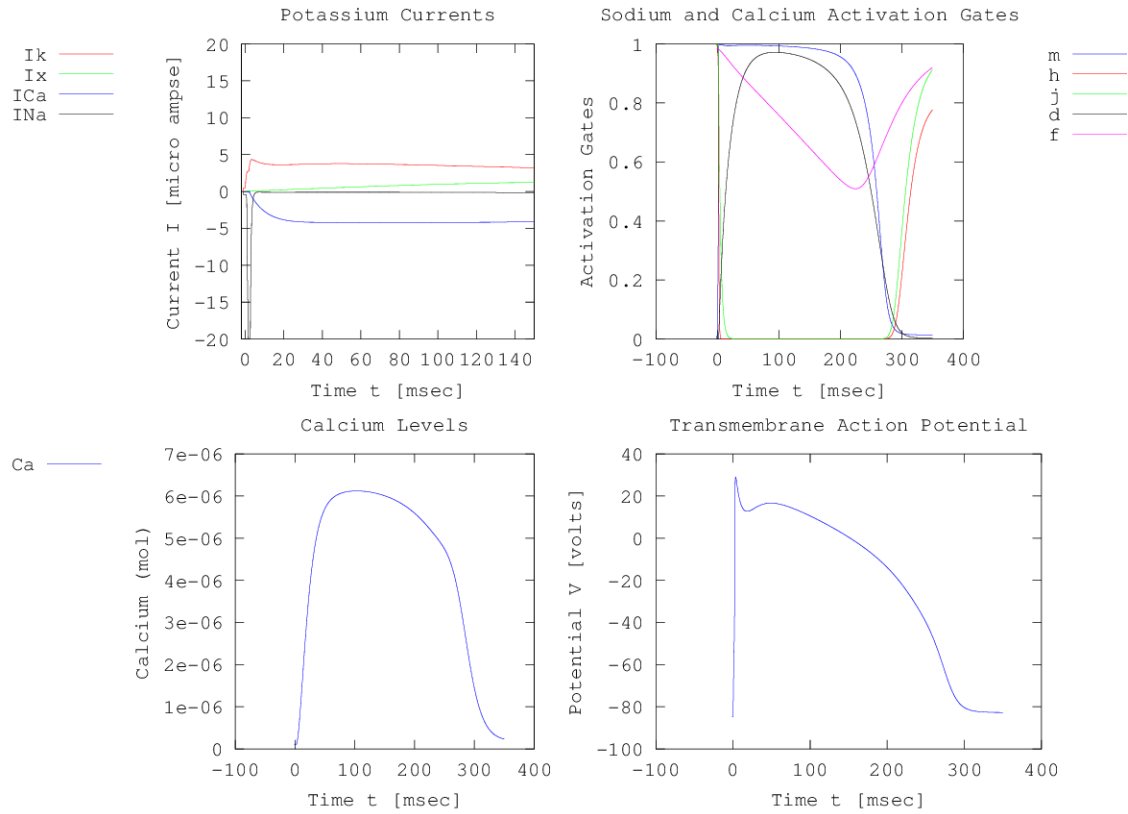 Potassium Currents
Ik
Ix
ICa
INa
Current I [micro ampse]
20
15
10
5
0
-5
-10
-15
-20
0 20 40 60 80 100 120 140
Time t [msec]
Sodium and Calcium Activation Gates
m
h
j
d
f
Activation Gates
1
0.8
0.6
0.4
0.2
0
-100 0 100 200 300 400
Time t [msec]
Calcium Levels
Ca
Calcium (mol)
7e-06
6e-06
5e-06
4e-06
3e-06
2e-06
1e-06
0
-100 0 100 200 300 400
Time t [msec]
Transmembrane Action Potential
Potential V [volts]
40
20
0
-20
-40
-60
-80
-100
-100 0 100 200 300 400
Time t [msec]